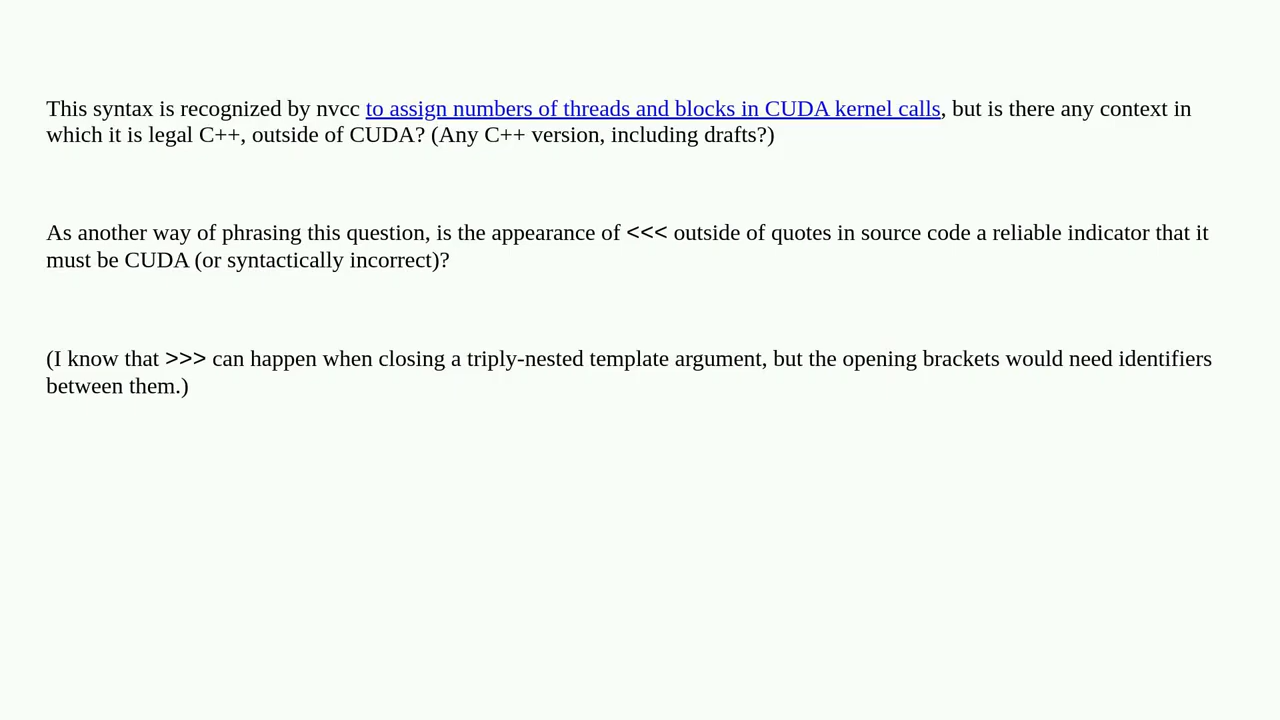 This syntax is recognized by nvcc to assign numbers of threads and blocks in CUDA kernel calls, but is there any context in
which it is legal C++, outside of CUDA? (Any C++ version, including drafts?)
As another way of phrasing this question, is the appearance of <<< outside of quotes in source code a reliable indicator that it
must be CUDA (or syntactically incorrect)?
(I know that >>> can happen when closing a triply-nested template argument, but the opening brackets would need identifiers
between them.)